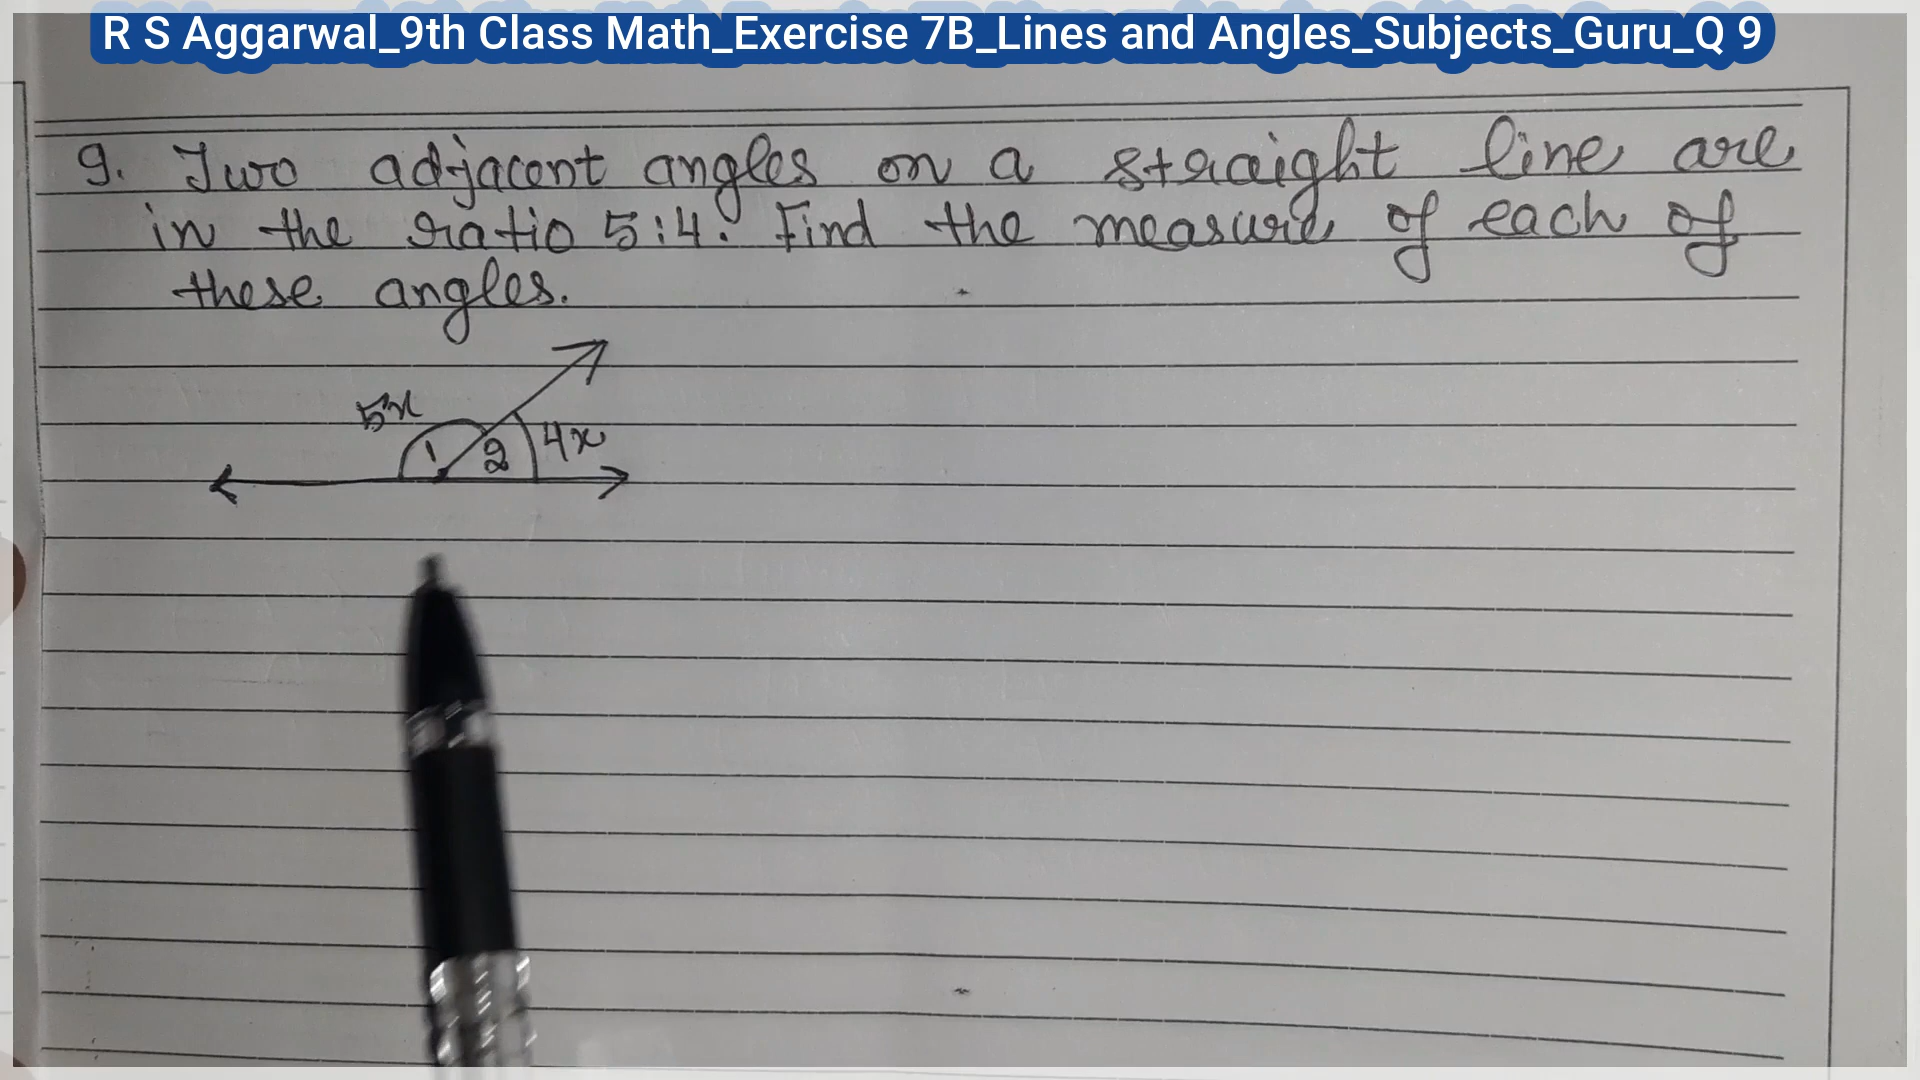 R S Aggarwal_9th Class Math_Exercise 7B_Lines and Angles_Subjects_Guru_Q 9
9. Two adjacent angles on a straight line are
in the ratio 5:4. Find the measure of each of
these angles.
5x
1 2 4x